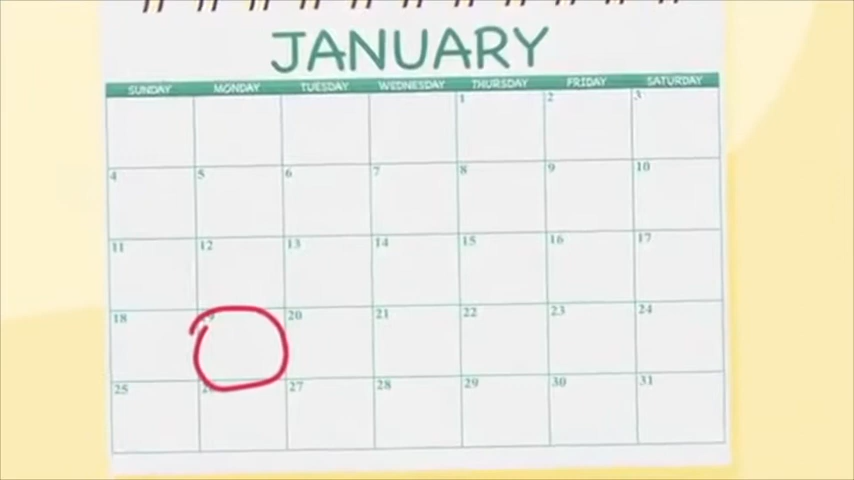 JANUARY
SUNDAY MONDAY TUESDAY WEDNESDAY THURSDAY FRIDAY SATURDAY
1 2 3
4 5 6 7 8 9 10
11 12 13 14 15 16 17
18 20 21 22 23 24
25 27 28 29 30 31